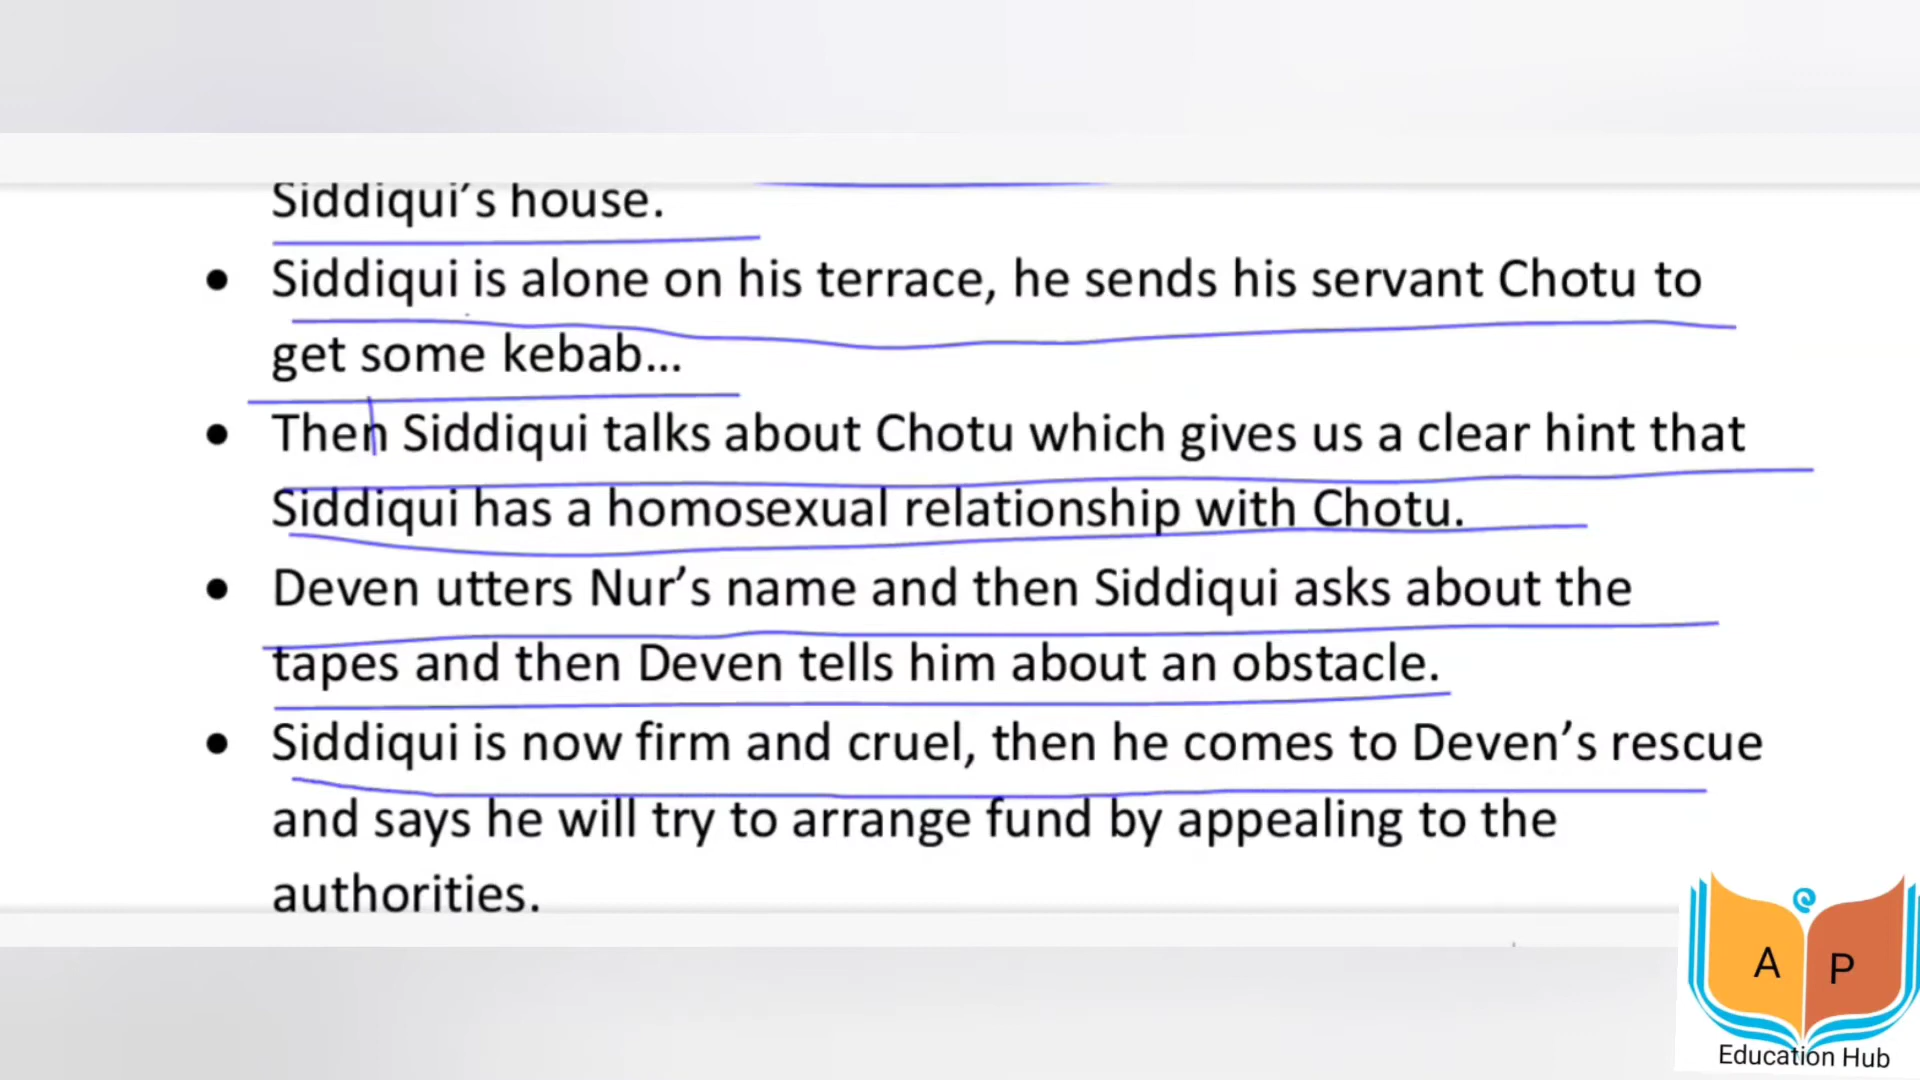 Siddiqui’s house.
● Siddiqui is alone on his terrace, he sends his servant Chotu to
get some kebab...
● Then Siddiqui talks about Chotu which gives us a clear hint that
Siddiqui has a homosexual relationship with Chotu.
● Deven utters Nur’s name and then Siddiqui asks about the
tapes and then Deven tells him about an obstacle.
● Siddiqui is now firm and cruel, then he comes to Deven’s rescue
and says he will try to arrange fund by appealing to the
authorities.
A P
Education Hub